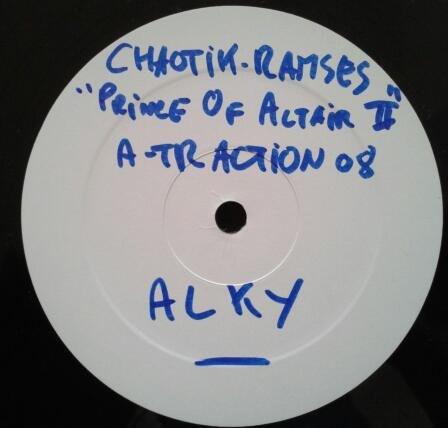 CHAOTiK-RAMSES
"PRiNCE OF ALTAiR II"
A-TRACTiON 08
ALKY